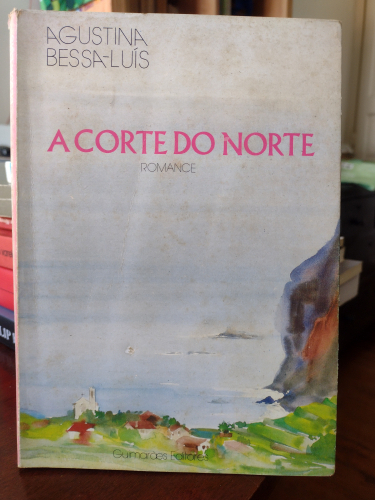 AGUSTINA
BESSA-LUÍS
A CORTE DO NORTE
ROMANCE
Guimarães Editores